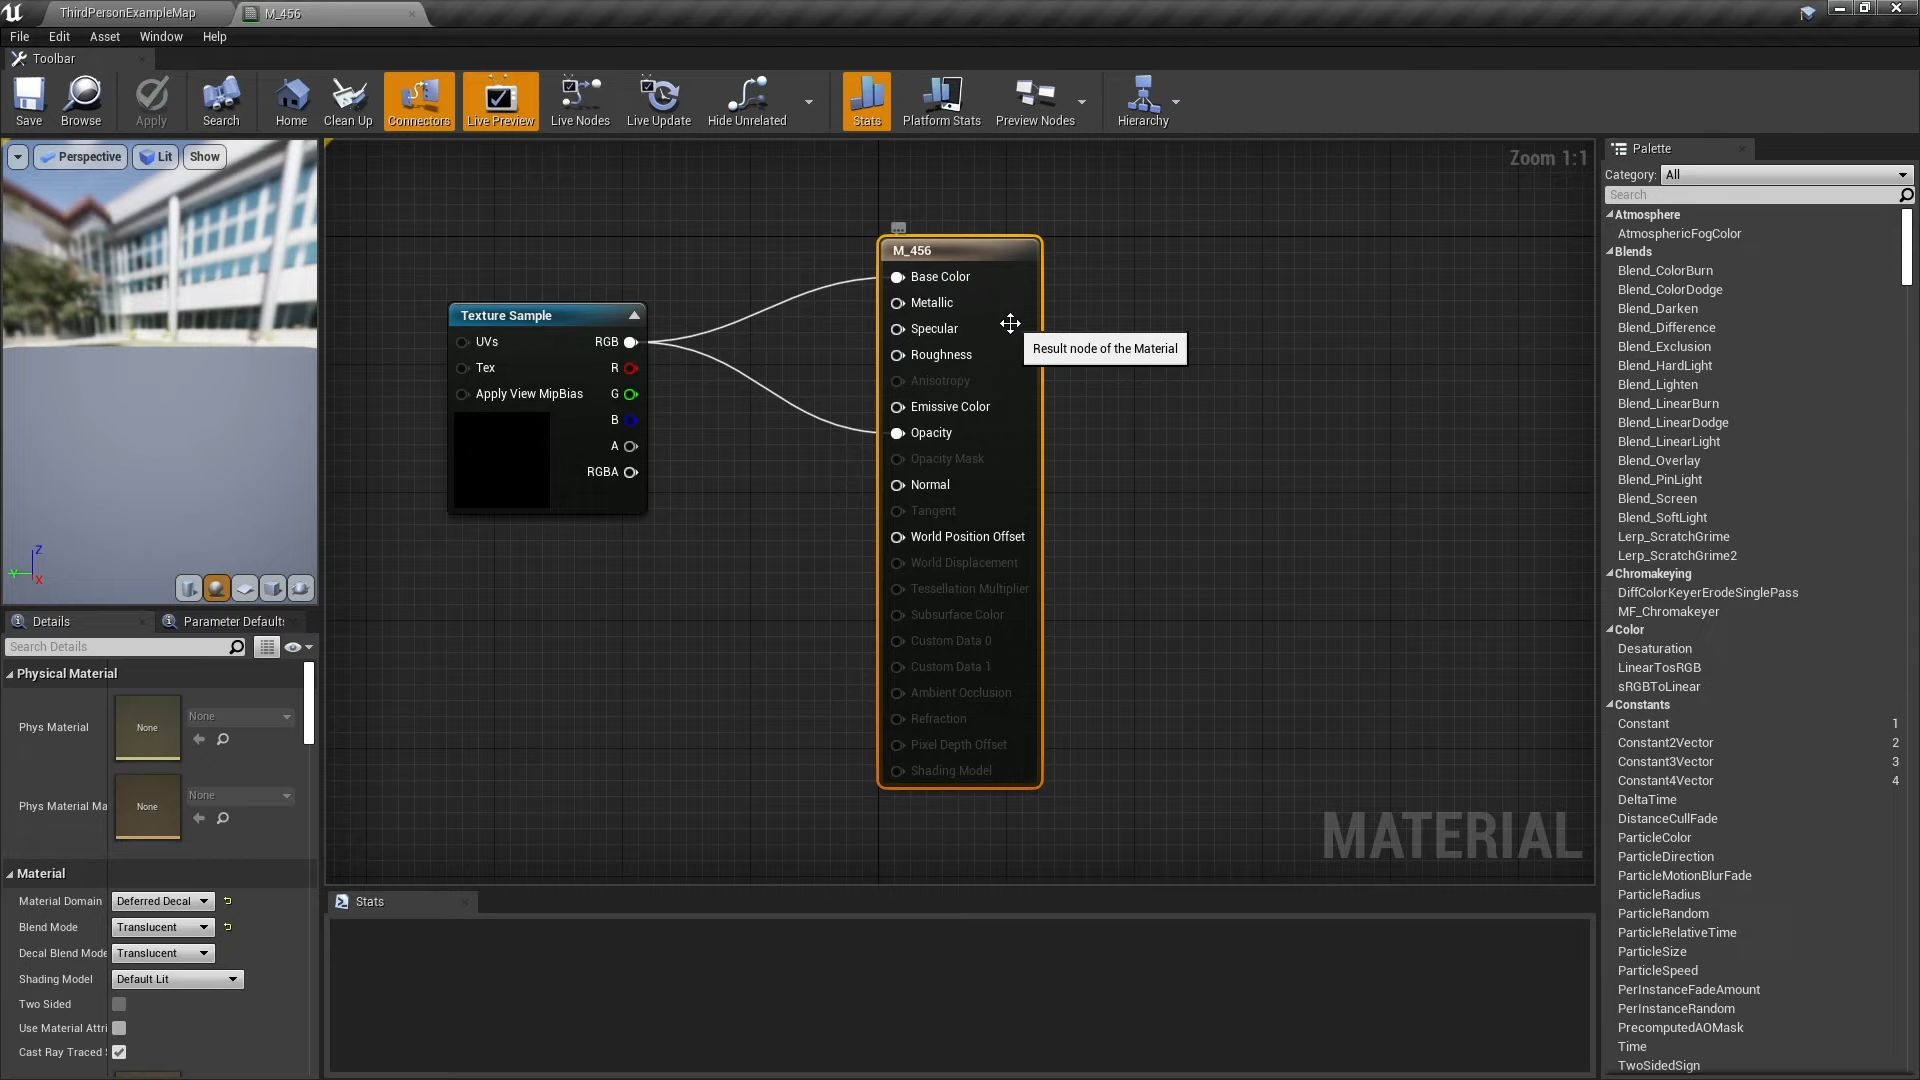 ThirdPersonExampleMap
M_456
File Edit Asset Window Help
Toolbar
Save Browse Apply Search Home Clean Up Connectors Live Preview Live Nodes Live Update Hide Unrelated Stats Platform Stats Preview Nodes Hierarchy
Perspective Lit Show
Z
Y
X
Zoom 1:1
Texture Sample
UVs RGB
Tex R
Apply View MipBias G
B
A
RGBA
M_456
Base Color
Metallic
Specular
Roughness
Anisotropy
Emissive Color
Opacity
Opacity Mask
Normal
Tangent
World Position Offset
World Displacement
Tessellation Multiplier
Subsurface Color
Custom Data 0
Custom Data 1
Ambient Occlusion
Refraction
Pixel Depth Offset
Shading Model
Result node of the Material
MATERIAL
Details Parameter Defaults
Search Details
Physical Material
Phys Material None None
Phys Material Ma None None
Material
Material Domain Deferred Decal
Blend Mode Translucent
Decal Blend Mode Translucent
Shading Model Default Lit
Two Sided
Use Material Attri
Cast Ray Traced
Stats
Palette
Category: All
Search
Atmosphere
AtmosphericFogColor
Blends
Blend_ColorBurn
Blend_ColorDodge
Blend_Darken
Blend_Difference
Blend_Exclusion
Blend_HardLight
Blend_Lighten
Blend_LinearBurn
Blend_LinearDodge
Blend_LinearLight
Blend_Overlay
Blend_PinLight
Blend_Screen
Blend_SoftLight
Lerp_ScratchGrime
Lerp_ScratchGrime2
Chromakeying
DiffColorKeyerErodeSinglePass
MF_Chromakeyer
Color
Desaturation
LinearTosRGB
sRGBToLinear
Constants
Constant 1
Constant2Vector 2
Constant3Vector 3
Constant4Vector 4
DeltaTime
DistanceCullFade
ParticleColor
ParticleDirection
ParticleMotionBlurFade
ParticleRadius
ParticleRandom
ParticleRelativeTime
ParticleSize
ParticleSpeed
PerInstanceFadeAmount
PerInstanceRandom
PrecomputedAOMask
Time
TwoSidedSign